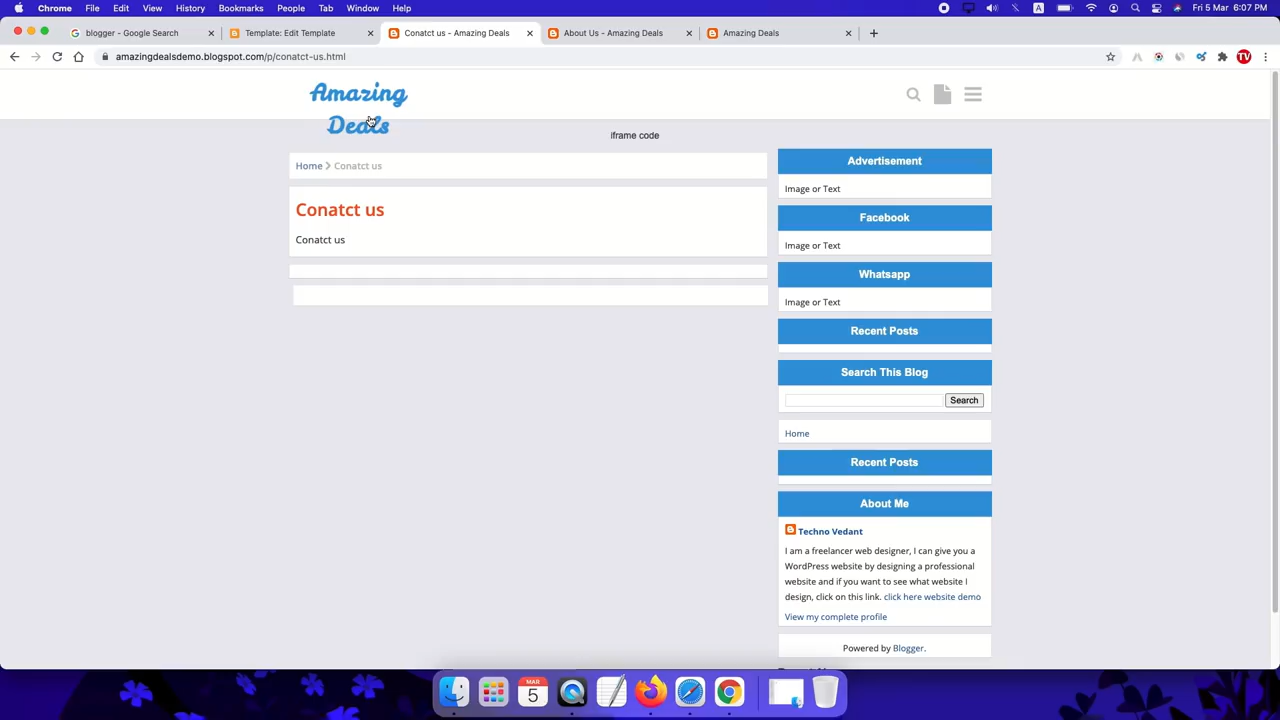 Chrome File Edit View History Bookmarks People Tab Window Help
A
Fri 5 Mar 6:07 PM
blogger - Google Search
Template: Edit Template
Conatct us - Amazing Deals
About Us - Amazing Deals
Amazing Deals
amazingdealsdemo.blogspot.com/p/conatct-us.html
TV
Amazing
Deals
iframe code
Home Conatct us
Conatct us
Conatct us
Advertisement
Image or Text
Facebook
Image or Text
Whatsapp
Image or Text
Recent Posts
Search This Blog
Search
Home
Recent Posts
About Me
Techno Vedant
I am a freelancer web designer, I can give you a
WordPress website by designing a professional
website and if you want to see what website I
design, click on this link. click here website demo
View my complete profile
Powered by Blogger.
MAR
5